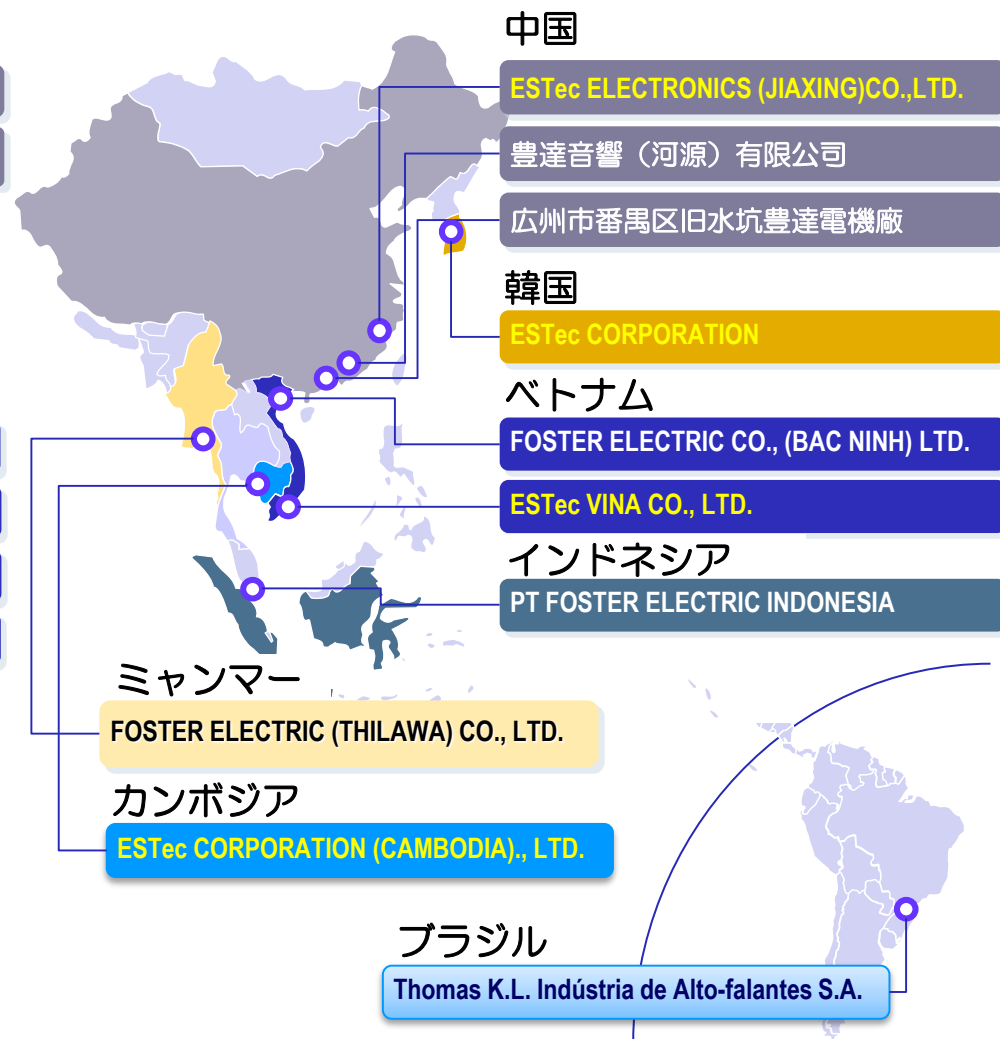 中国
ESTec ELECTRONICS (JIAXING)CO.,LTD.
豊達音響（河源）有限公司
広州市番禺区旧水坑豊達電機廠
韓国
ESTec CORPORATION
ベトナム
FOSTER ELECTRIC CO., (BAC NINH) LTD.
ESTec VINA CO., LTD.
インドネシア
PT FOSTER ELECTRIC INDONESIA
ミャンマー
FOSTER ELECTRIC (THILAWA) CO., LTD.
カンボジア
ESTec CORPORATION (CAMBODIA)., LTD.
ブラジル
Thomas K.L. Indústria de Alto-falantes S.A.